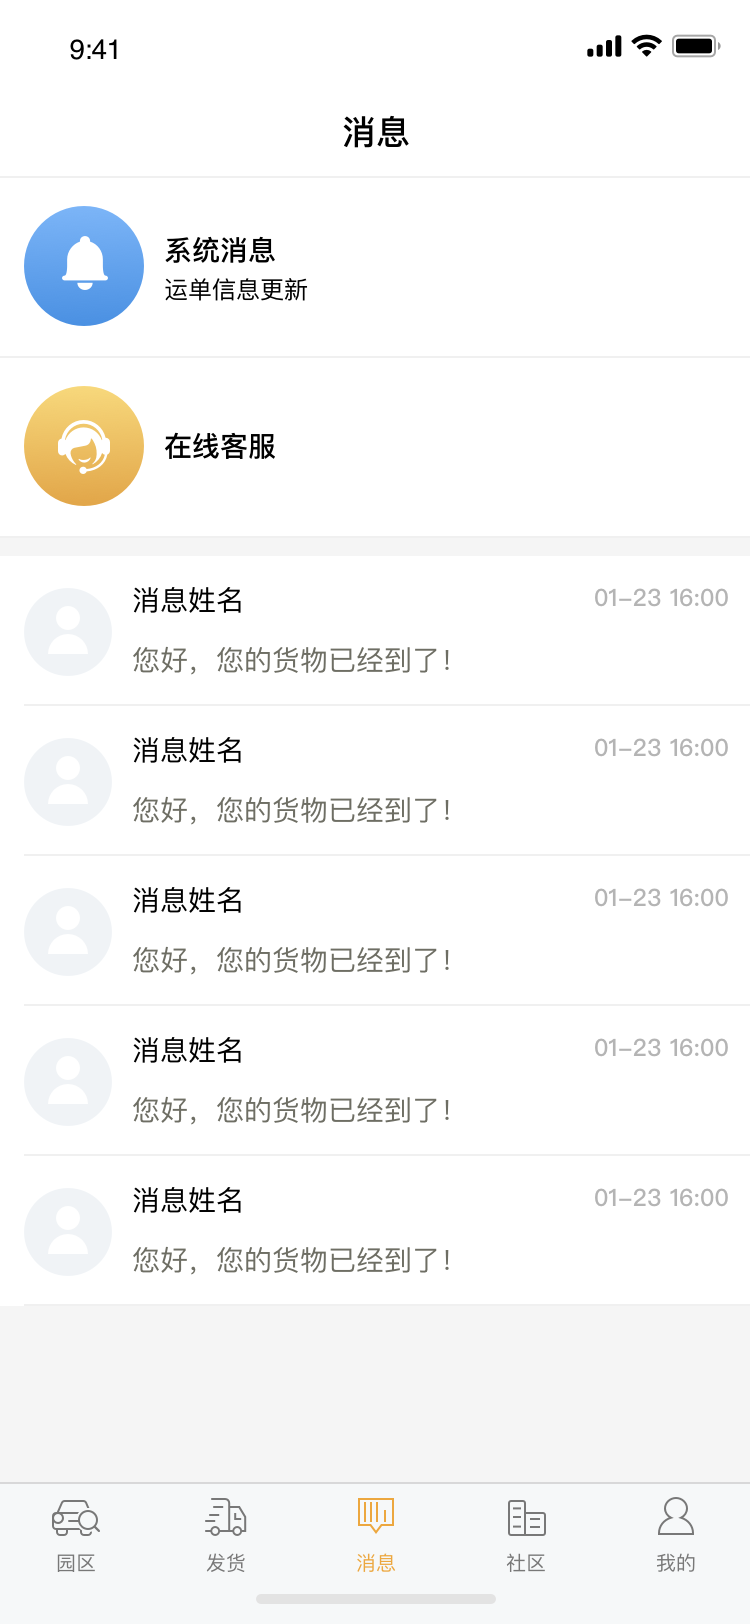 9:41
消息
系统消息
运单信息更新
在线客服
消息姓名 01-23 16:00
您好，您的货物已经到了！
消息姓名 01-23 16:00
您好，您的货物已经到了！
消息姓名 01-23 16:00
您好，您的货物已经到了！
消息姓名 01-23 16:00
您好，您的货物已经到了！
消息姓名 01-23 16:00
您好，您的货物已经到了！
园区 发货 消息 社区 我的